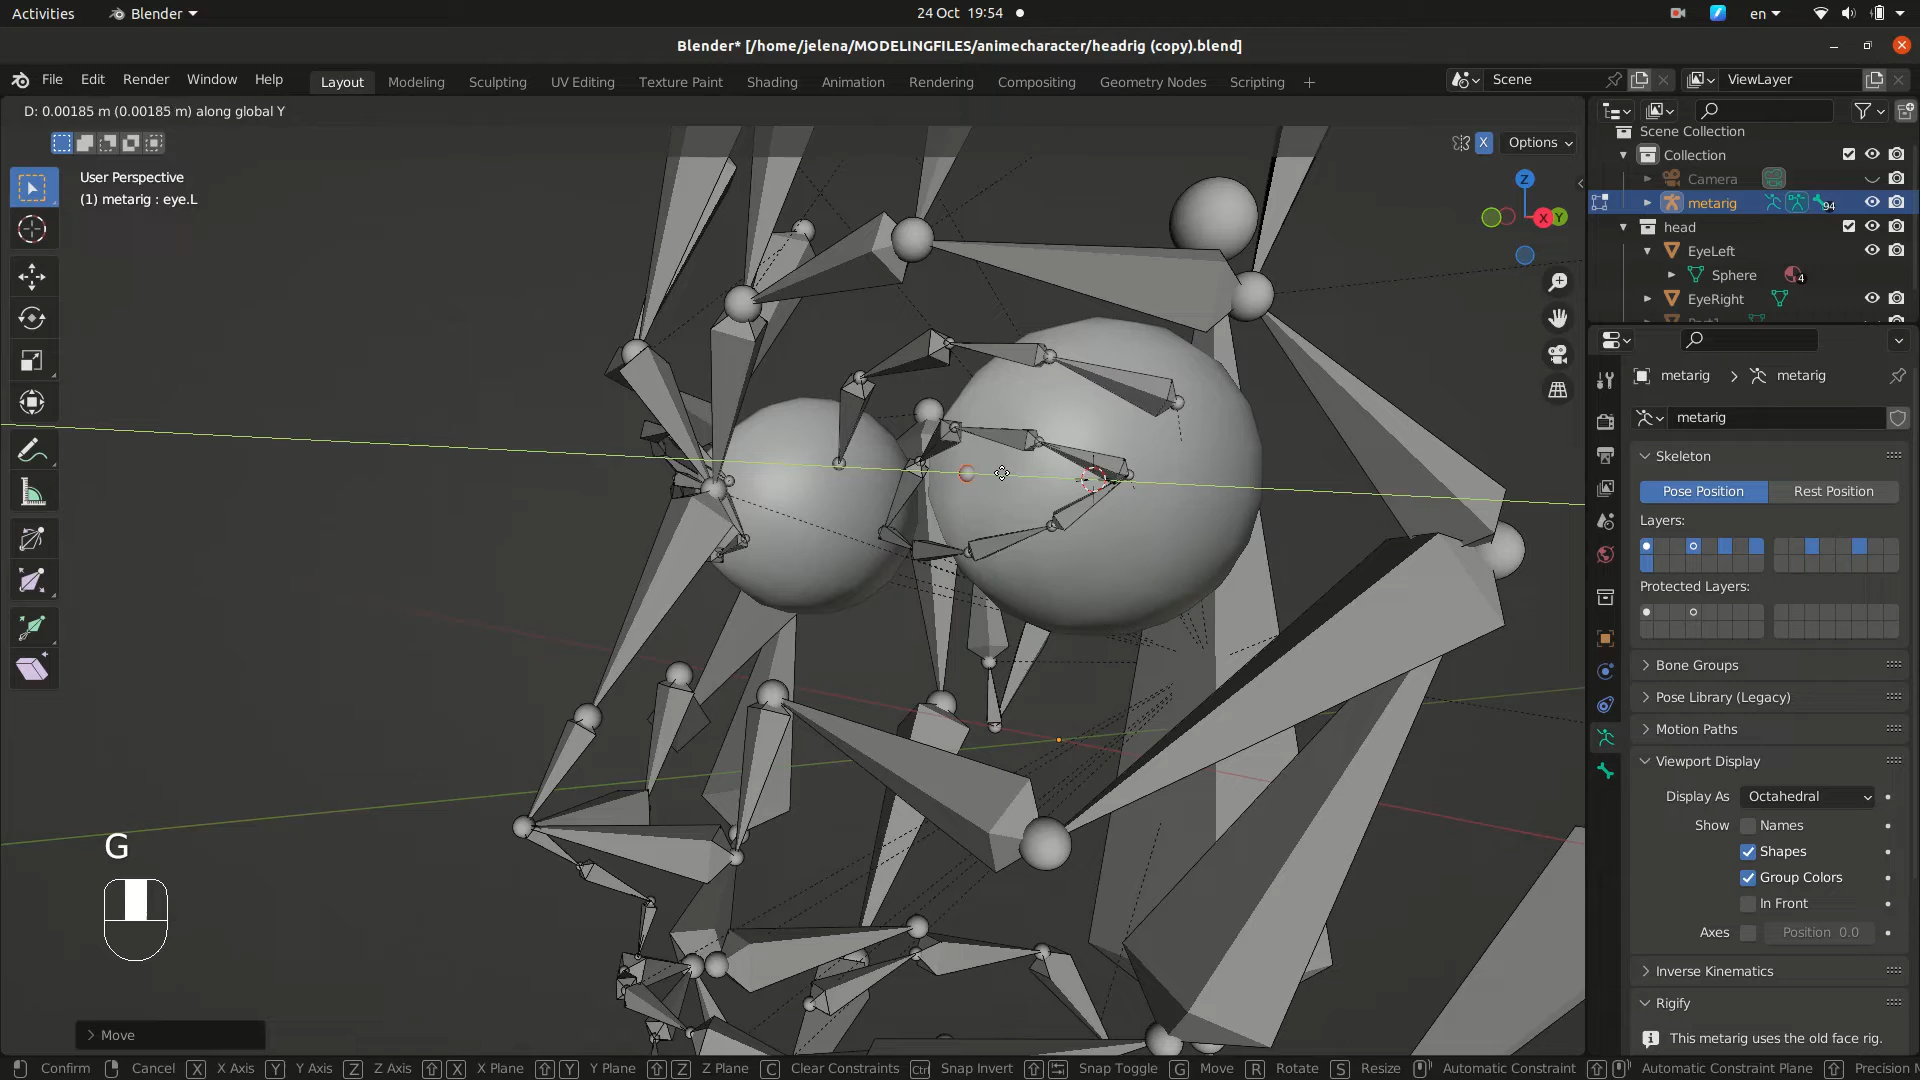 Activities
Blender
24 Oct 19:54
en
Blender* [/home/jelena/MODELINGFILES/animecharacter/headrig (copy).blend]
File Edit Render Window Help
Layout Modeling Sculpting UV Editing Texture Paint Shading Animation Rendering Compositing Geometry Nodes Scripting +
Scene
ViewLayer
D: 0.00185 m (0.00185 m) along global Y
X Options
User Perspective
(1) metarig : eye.L
Z
X Y
Scene Collection
Collection
Camera
metarig 94
head
EyeLeft
Sphere 4
EyeRight
metarig > metarig
metarig
Skeleton
Pose Position Rest Position
Layers:
Protected Layers:
Bone Groups
Pose Library (Legacy)
Motion Paths
Viewport Display
Display As Octahedral
Show Names
Shapes
Group Colors
In Front
Axes Position 0.0
Inverse Kinematics
Rigify
This metarig uses the old face rig.
G
> Move
Confirm Cancel X X Axis Y Y Axis Z Z Axis X X Plane Y Y Plane Z Z Plane C Clear Constraints Ctrl Snap Invert Snap Toggle G Move R Rotate S Resize Automatic Constraint Automatic Constraint Plane Precision M